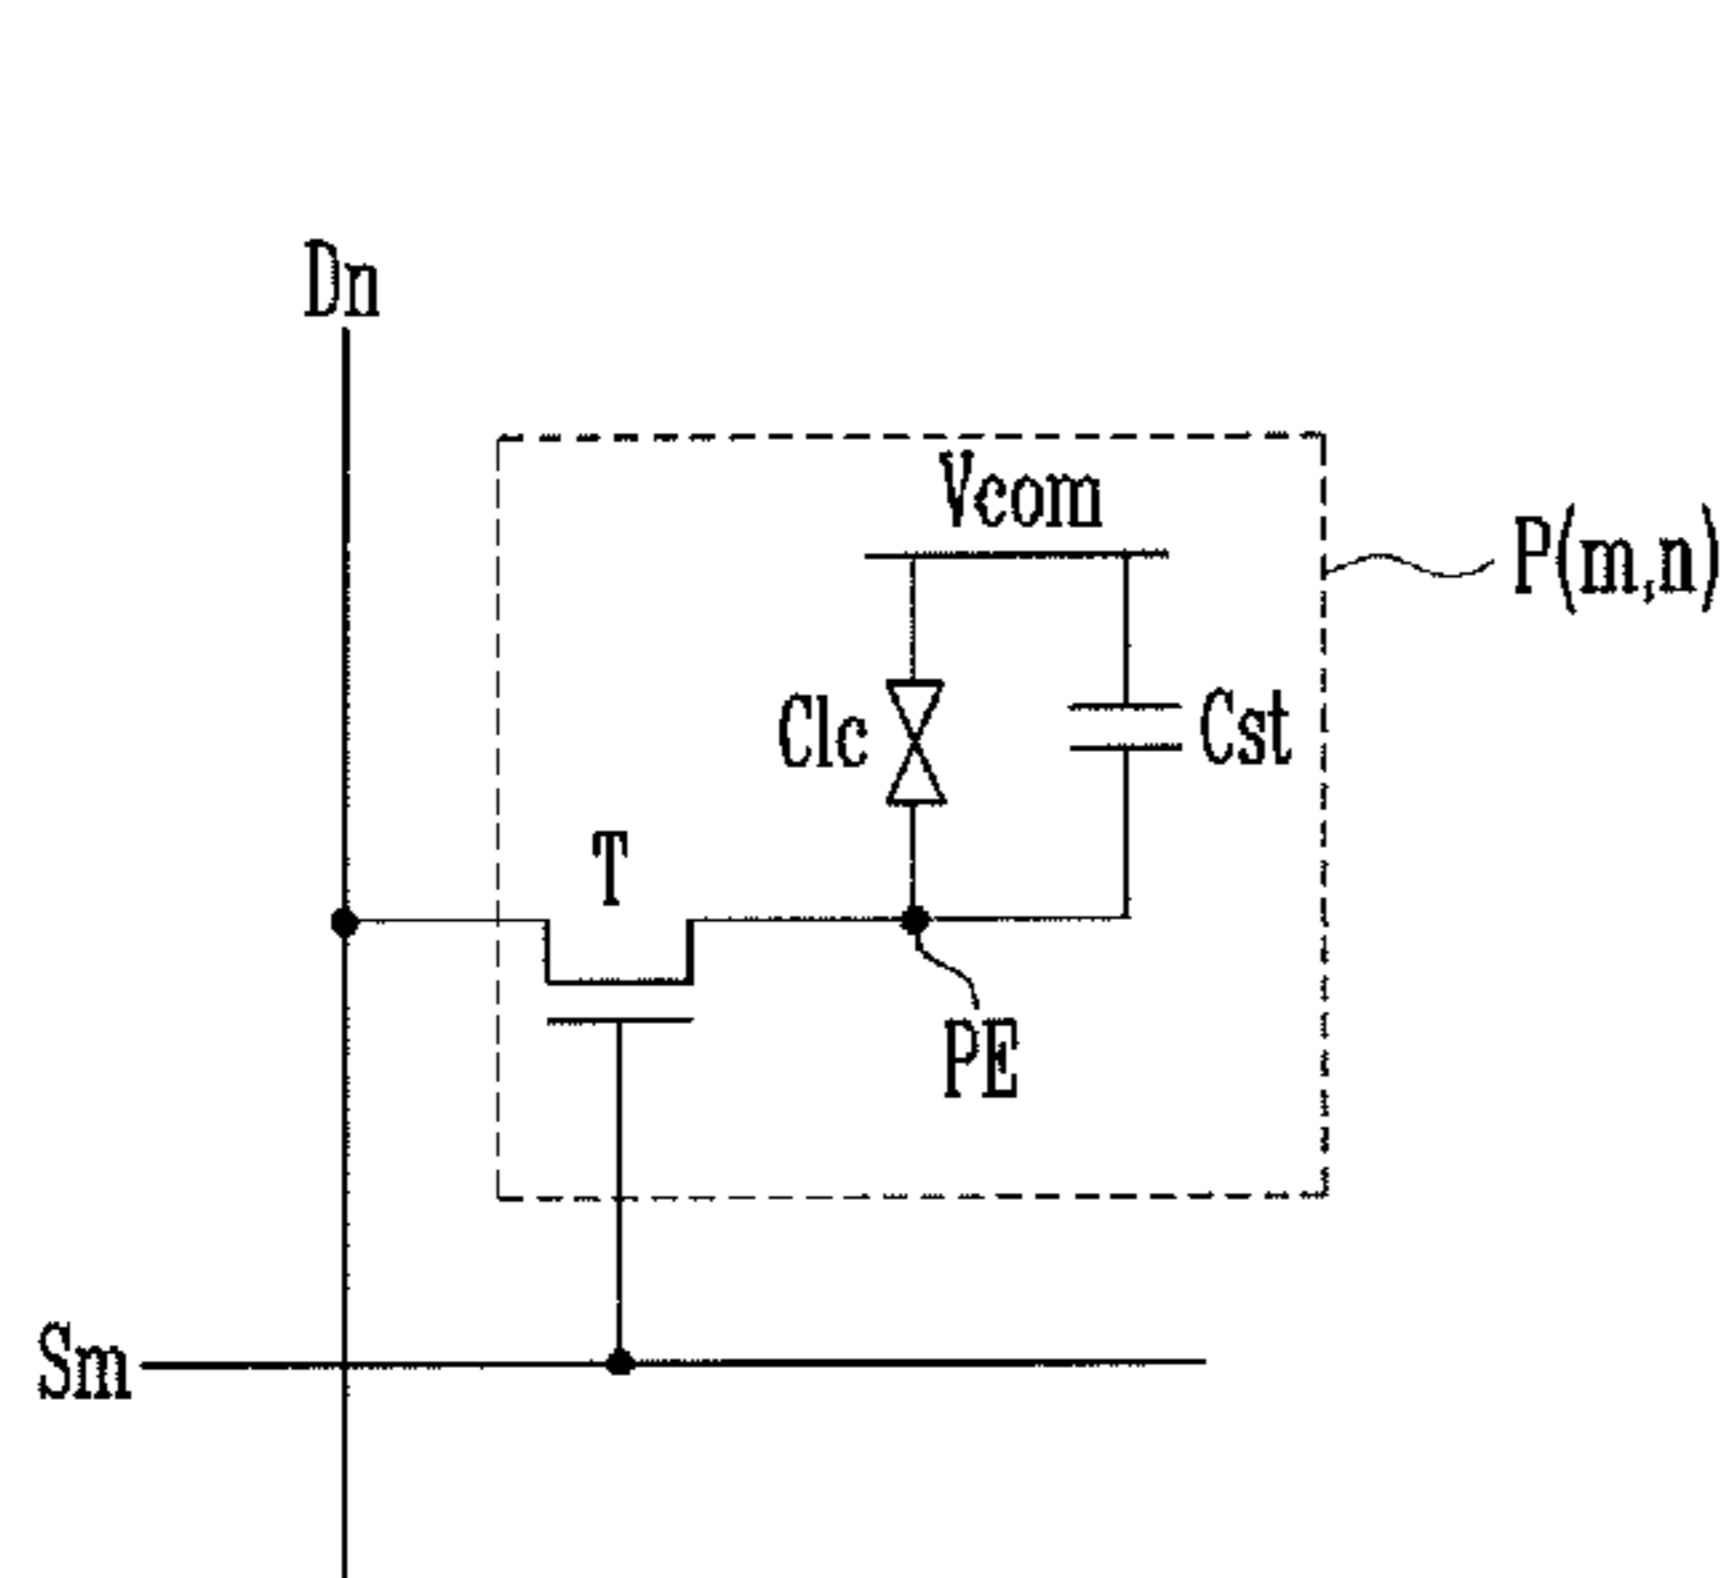 Dn
Vcom
P(m,n)
Clc
Cst
T
PE
Sm